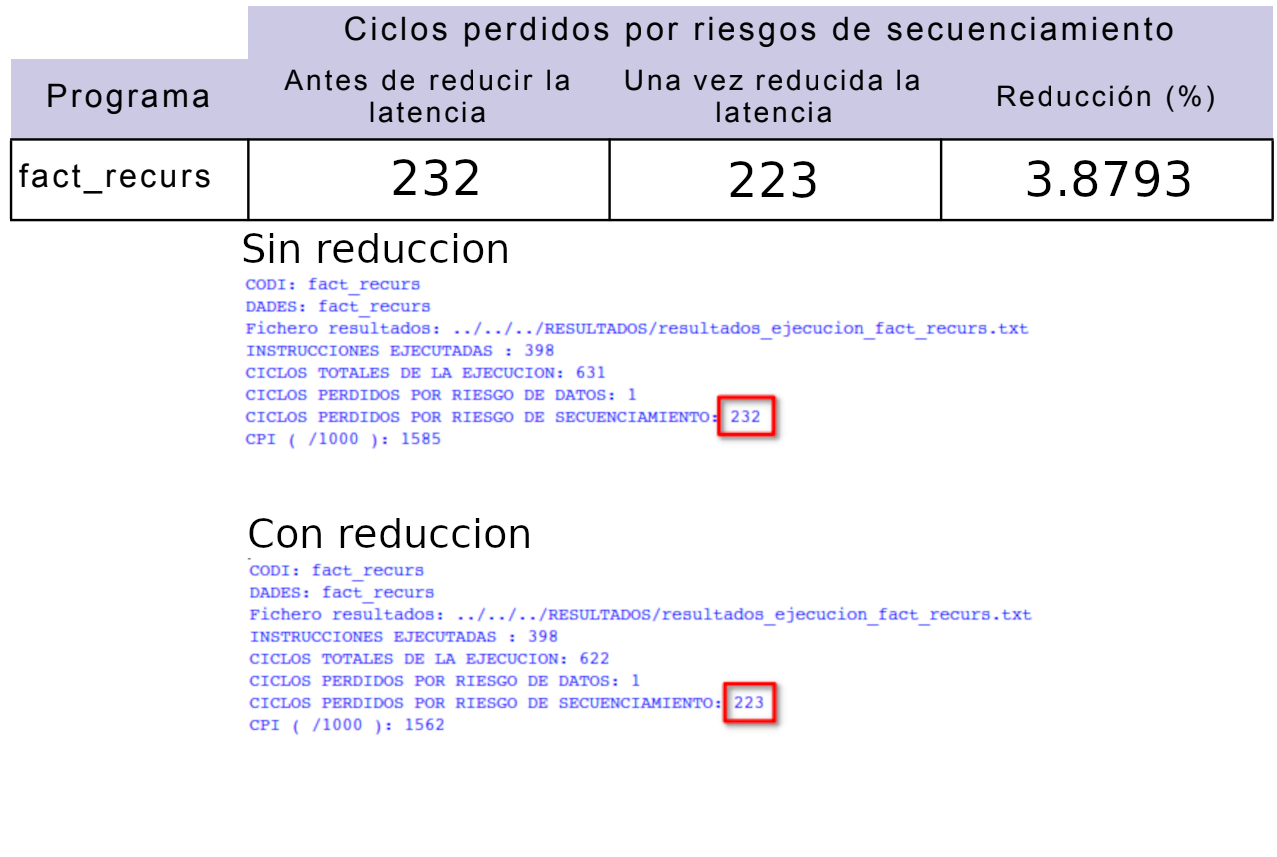 Ciclos perdidos por riesgos de secuenciamiento
Programa
Antes de reducir la
latencia
Una vez reducida la
latencia
Reducción (%)
fact_recurs
232
223
3.8793
Sin reduccion
CODI: fact_recurs
DADES: fact_recurs
Fichero resultados: ../../../RESULTADOS/resultados_ejecucion_fact_recurs.txt
INSTRUCCIONES EJECUTADAS : 398
CICLOS TOTALES DE LA EJECUCION: 631
CICLOS PERDIDOS POR RIESGO DE DATOS: 1
CICLOS PERDIDOS POR RIESGO DE SECUENCIAMIENTO: 232
CPI ( /1000 ): 1585
Con reduccion
CODI: fact_recurs
DADES: fact_recurs
Fichero resultados: ../../../RESULTADOS/resultados_ejecucion_fact_recurs.txt
INSTRUCCIONES EJECUTADAS : 398
CICLOS TOTALES DE LA EJECUCION: 622
CICLOS PERDIDOS POR RIESGO DE DATOS: 1
CICLOS PERDIDOS POR RIESGO DE SECUENCIAMIENTO: 223
CPI ( /1000 ): 1562